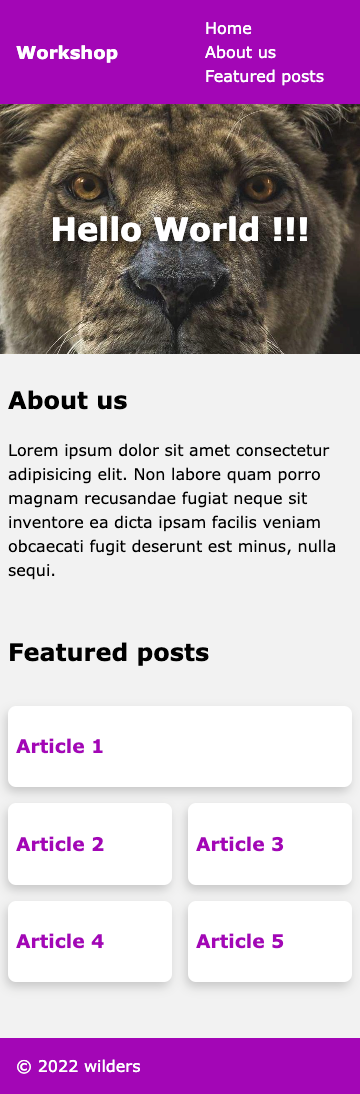 Workshop
Home
About us
Featured posts
Hello World !!!
About us
Lorem ipsum dolor sit amet consectetur
adipisicing elit. Non labore quam porro
magnam recusandae fugiat neque sit
inventore ea dicta ipsam facilis veniam
obcaecati fugit deserunt est minus, nulla
sequi.
Featured posts
Article 1
Article 2
Article 3
Article 4
Article 5
© 2022 wilders